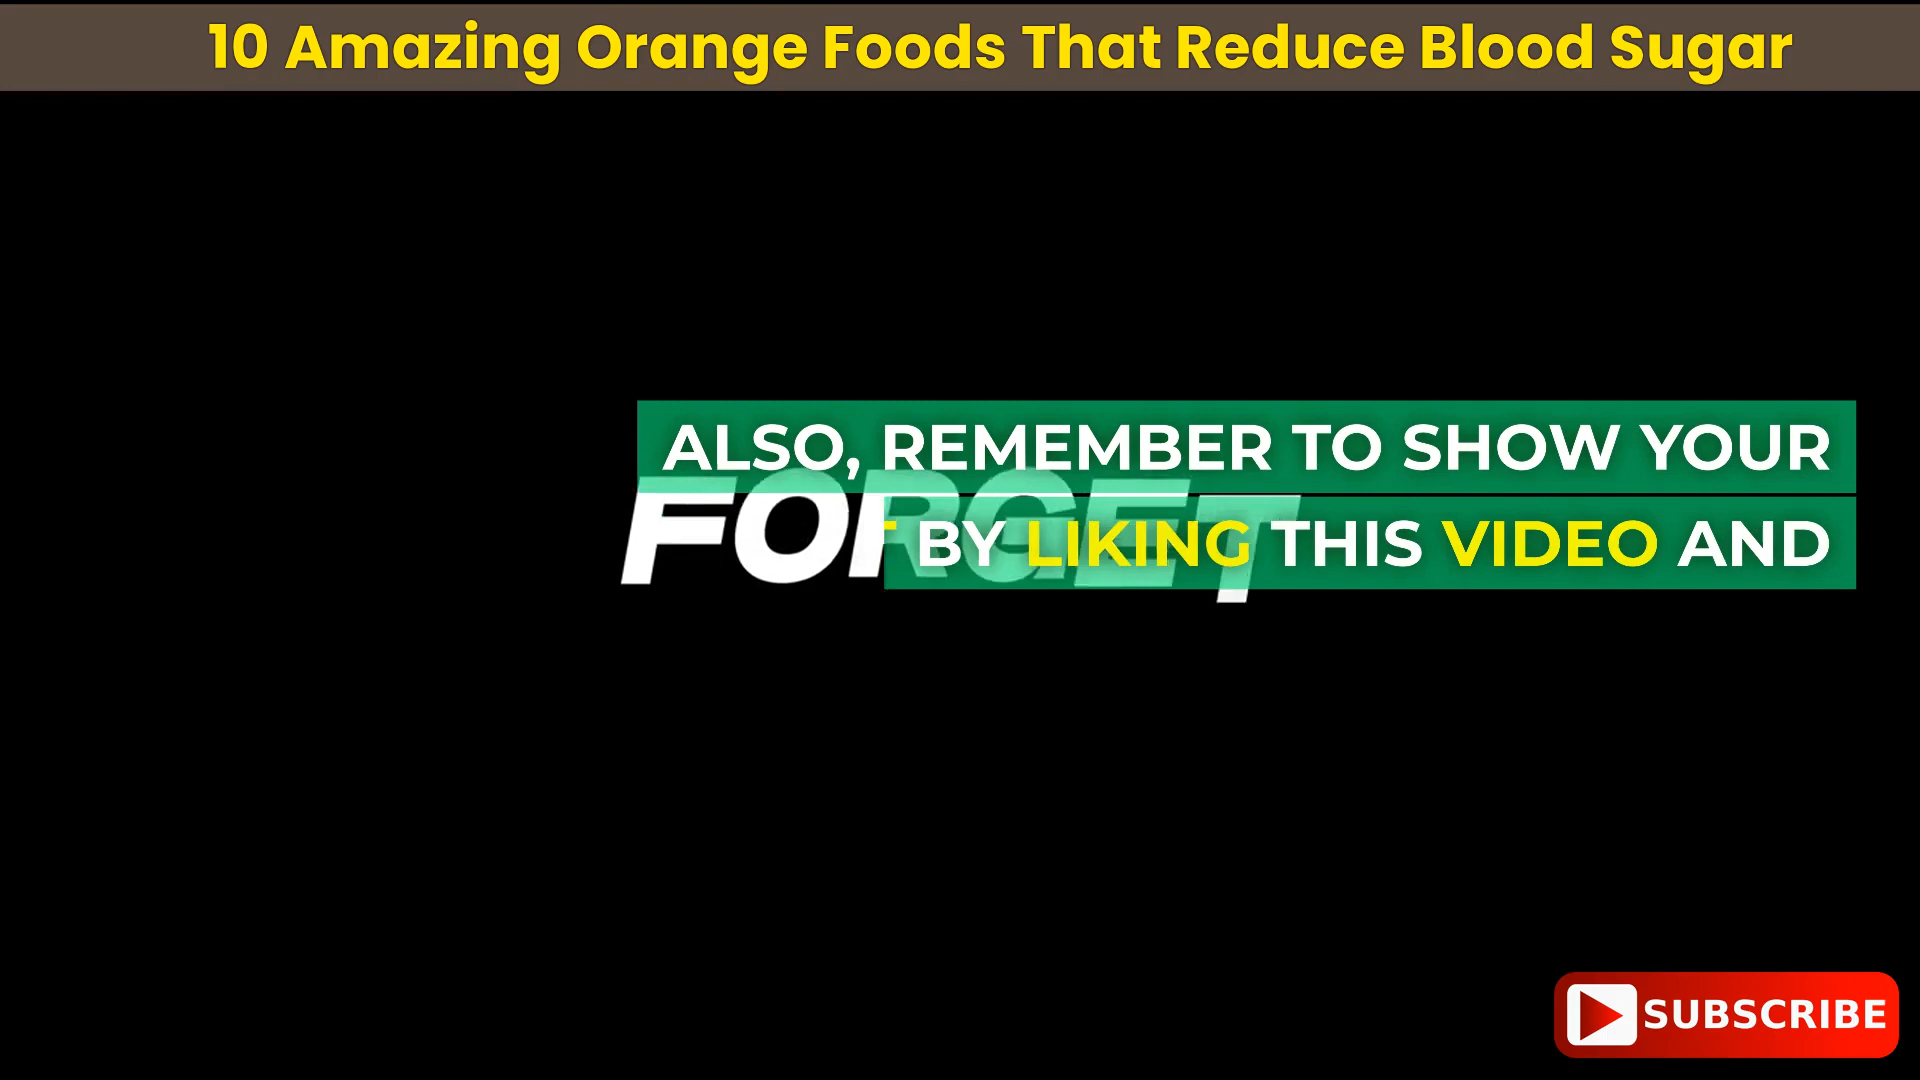 10 Amazing Orange Foods That Reduce Blood Sugar
ALSO, REMEMBER TO SHOW YOUR
FORGET
BY LIKING THIS VIDEO AND
SUBSCRIBE